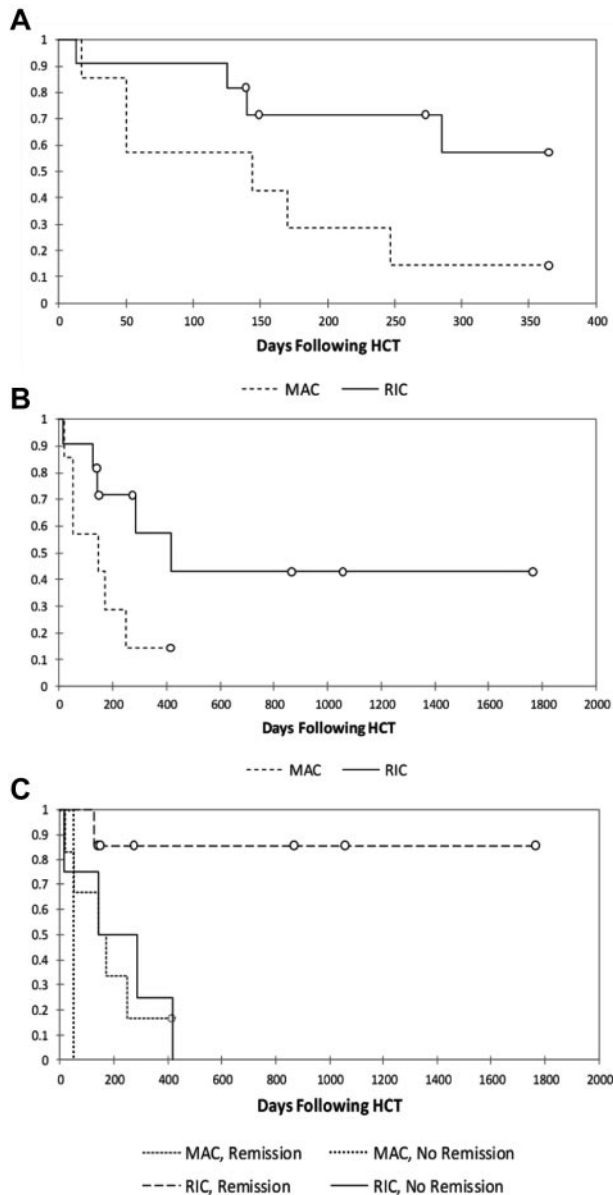 A
1
0.9
0.8
0.7
0.6
0.5
0.4
0.3
0.2
0.1
0
0 50 100 150 200 250 300 350 400
Days Following HCT
MAC RIC
B
1
0.9
0.8
0.7
0.6
0.5
0.4
0.3
0.2
0.1
0
0 200 400 600 800 1000 1200 1400 1600 1800 2000
Days Following HCT
MAC RIC
C
1
0.9
0.8
0.7
0.6
0.5
0.4
0.3
0.2
0.1
0
0 200 400 600 800 1000 1200 1400 1600 1800 2000
Days Following HCT
MAC, Remission MAC, No Remission
RIC, Remission RIC, No Remission